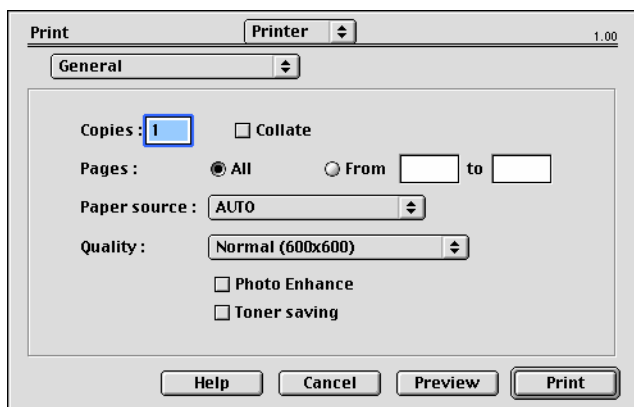 Print Printer 1.00
General
Copies : 1 Collate
Pages : All From to
Paper source : AUTO
Quality : Normal (600x600)
Photo Enhance
Toner saving
Help Cancel Preview Print